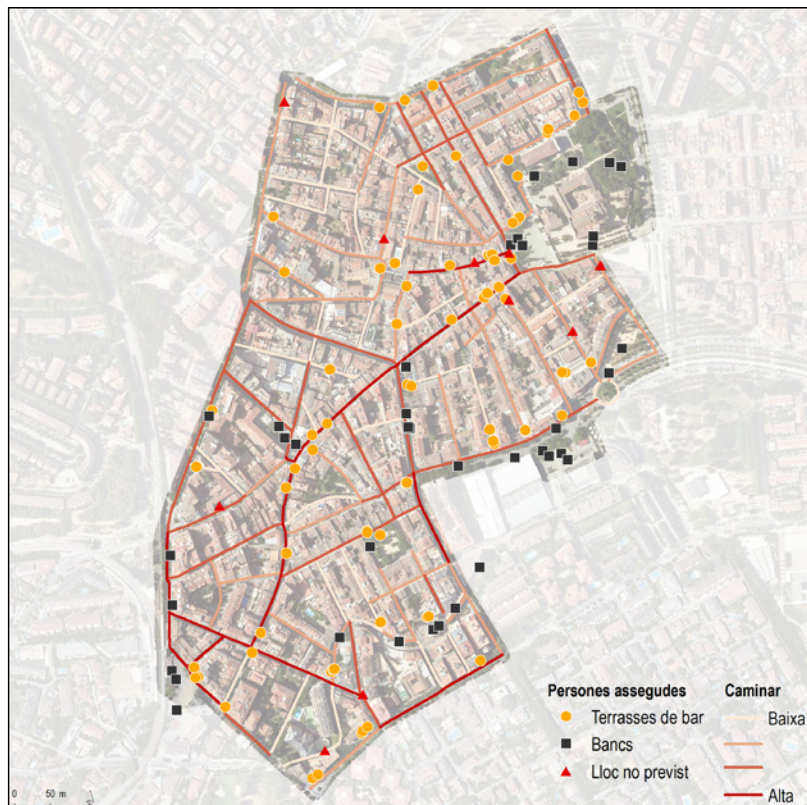 Persones assegudes
Terrasses de bar
Bancs
Lloc no previst
Caminar
Baixa
Alta
0 50 m